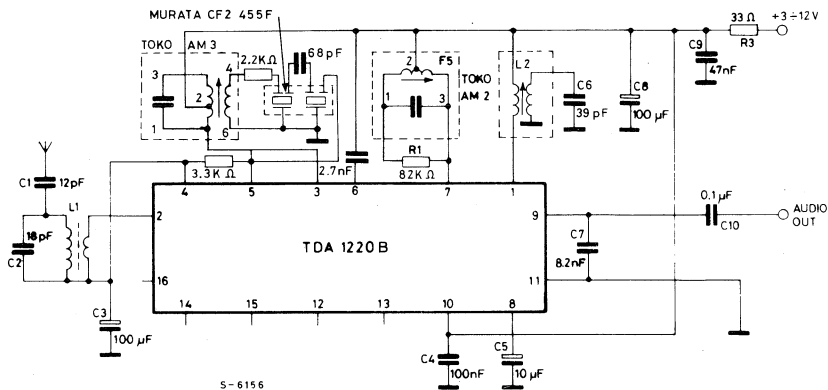 MURATA CF2 455F
33 Ω
+3÷12V
R3
TOKO AM 3
68pF
C9
47nF
3
2
4
2.2KΩ
1
6
2
F5
1
3
TOKO
AM 2
L2
C6
39 pF
C8
100 µF
R1
82K Ω
3.3K Ω
2.7nF
C1
12pF
L1
18pF
C2
4
5
3
6
7
1
2
16
TDA 1220B
9
11
0.1 µF
C10
AUDIO
OUT
C7
8.2nF
14
15
12
13
10
8
C3
100 µF
C4
100nF
C5
10 µF
S-6156